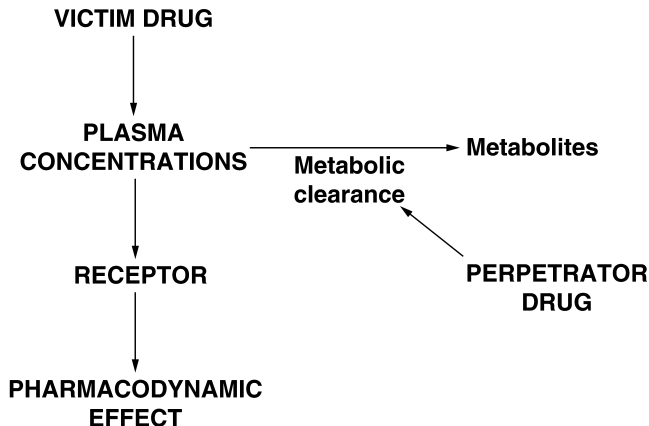 VICTIM DRUG
PLASMA
CONCENTRATIONS
Metabolites
Metabolic
clearance
RECEPTOR
PERPETRATOR
DRUG
PHARMACODYNAMIC
EFFECT